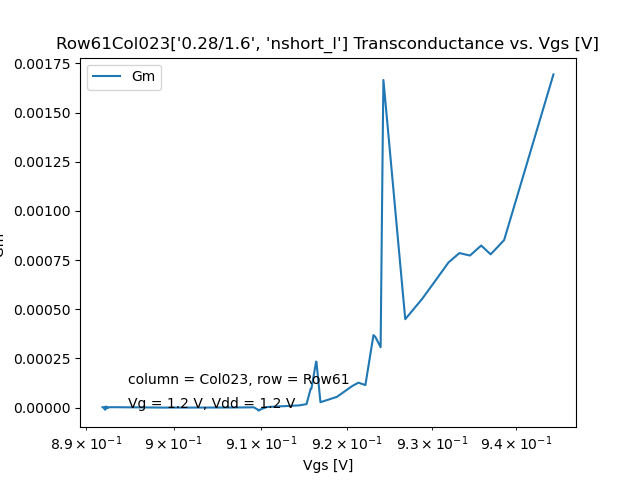 Row61Col023['0.28/1.6', 'nshort_l'] Transconductance vs. Vgs [V]
Gm
0.00175
0.00150
0.00125
0.00100
0.00075
0.00050
0.00025
0.00000
Gm
column = Col023, row = Row61
Vg = 1.2 V, Vdd = 1.2 V
8.9 × 10⁻¹ 9 × 10⁻¹ 9.1 × 10⁻¹ 9.2 × 10⁻¹ 9.3 × 10⁻¹ 9.4 × 10⁻¹
Vgs [V]